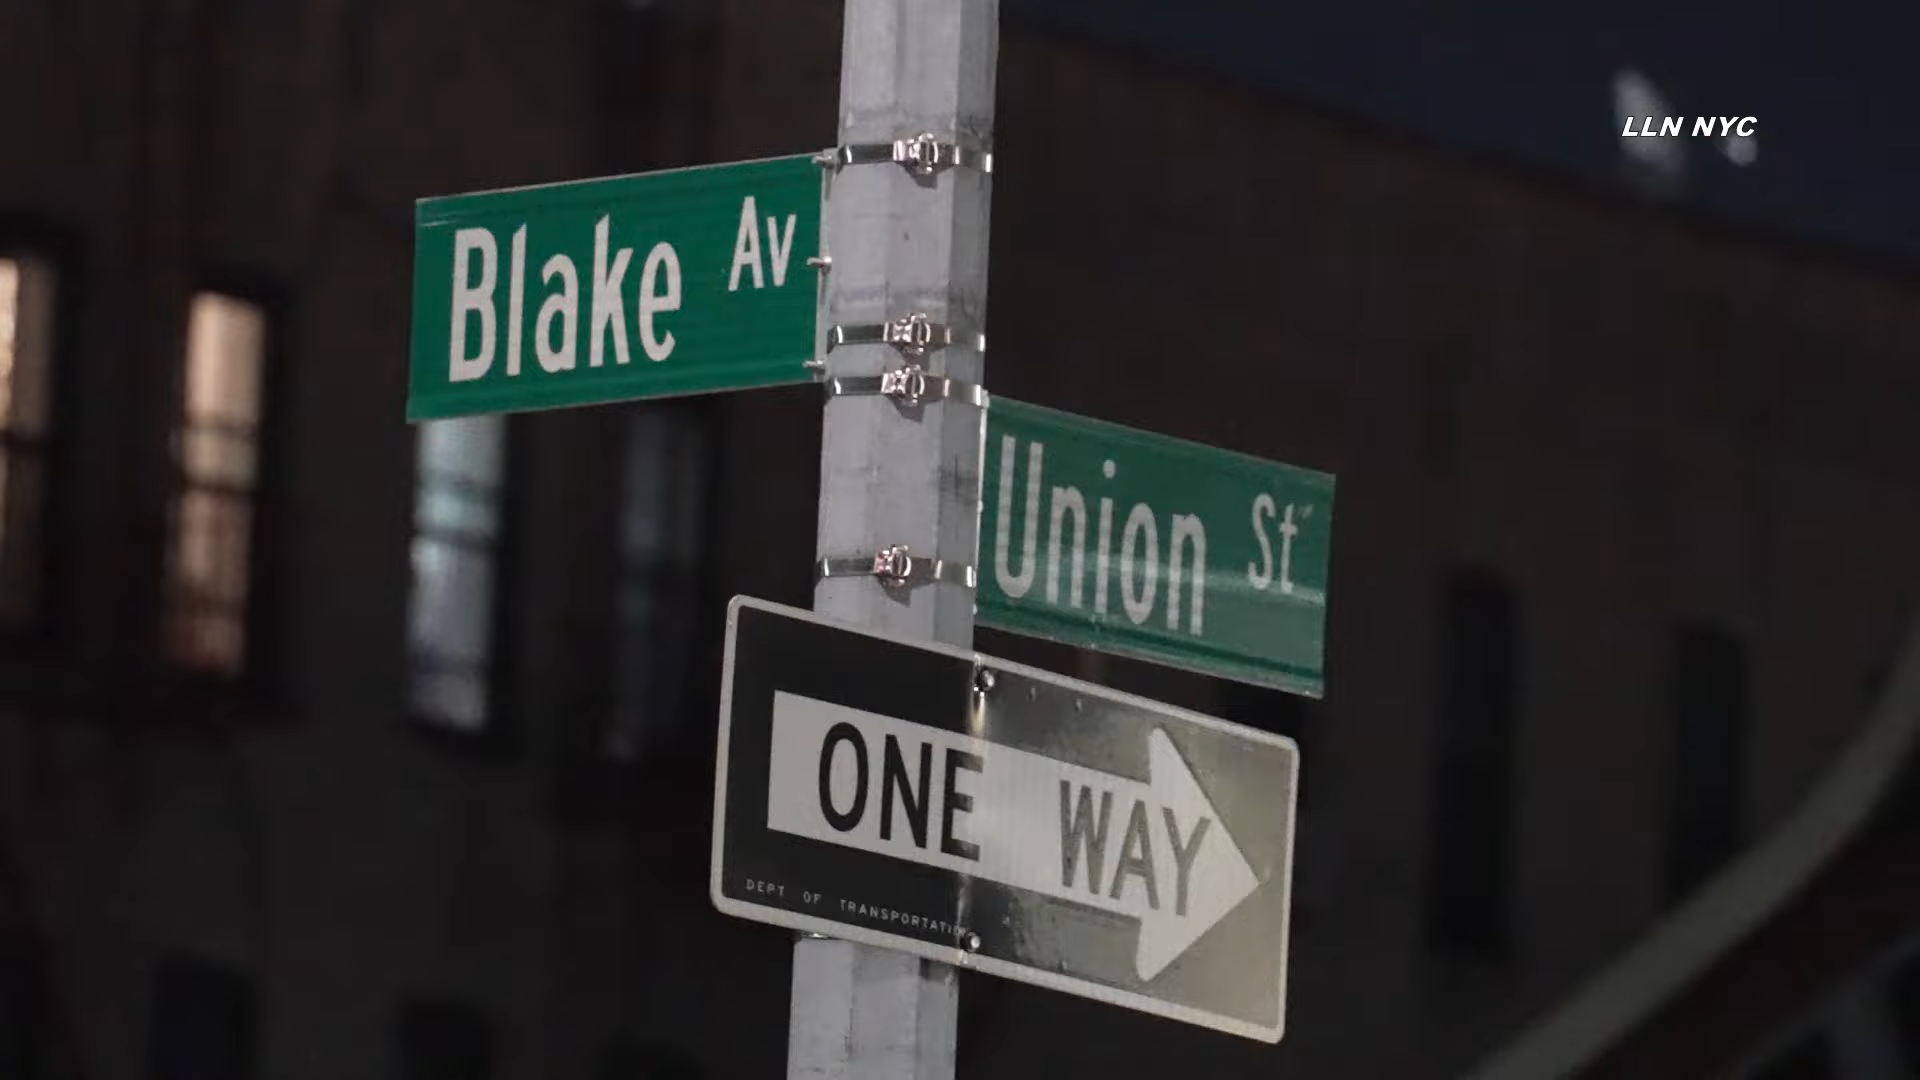 LLN NYC
Blake Av
Union St
ONE WAY
DEPT OF TRANSPORTATION